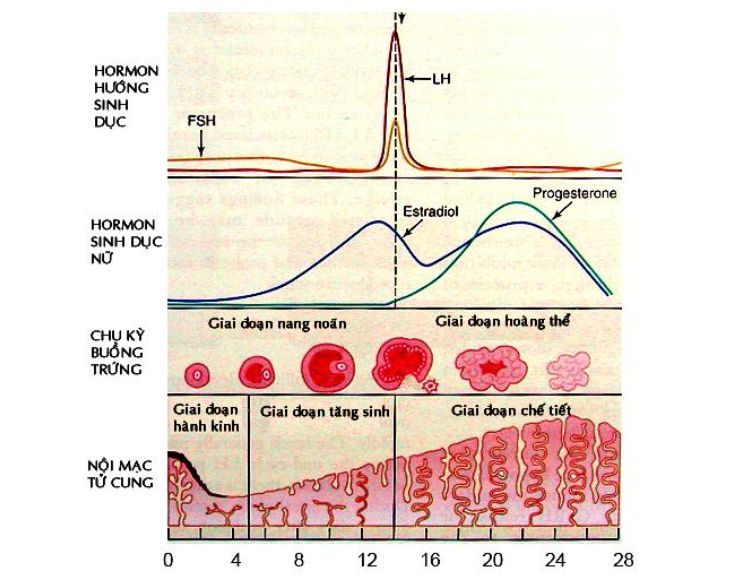 HORMON
HƯỚNG
SINH
DỤC
FSH
LH
HORMON
SINH DỤC
NỮ
Estradiol
Progesterone
CHU KỲ
BUỒNG
TRỨNG
Giai đoạn nang noãn
Giai đoạn hoàng thể
NỘI MẠC
TỬ CUNG
Giai đoạn
hành kinh
Giai đoạn tăng sinh
Giai đoạn chế tiết
0 4 8 12 16 20 24 28